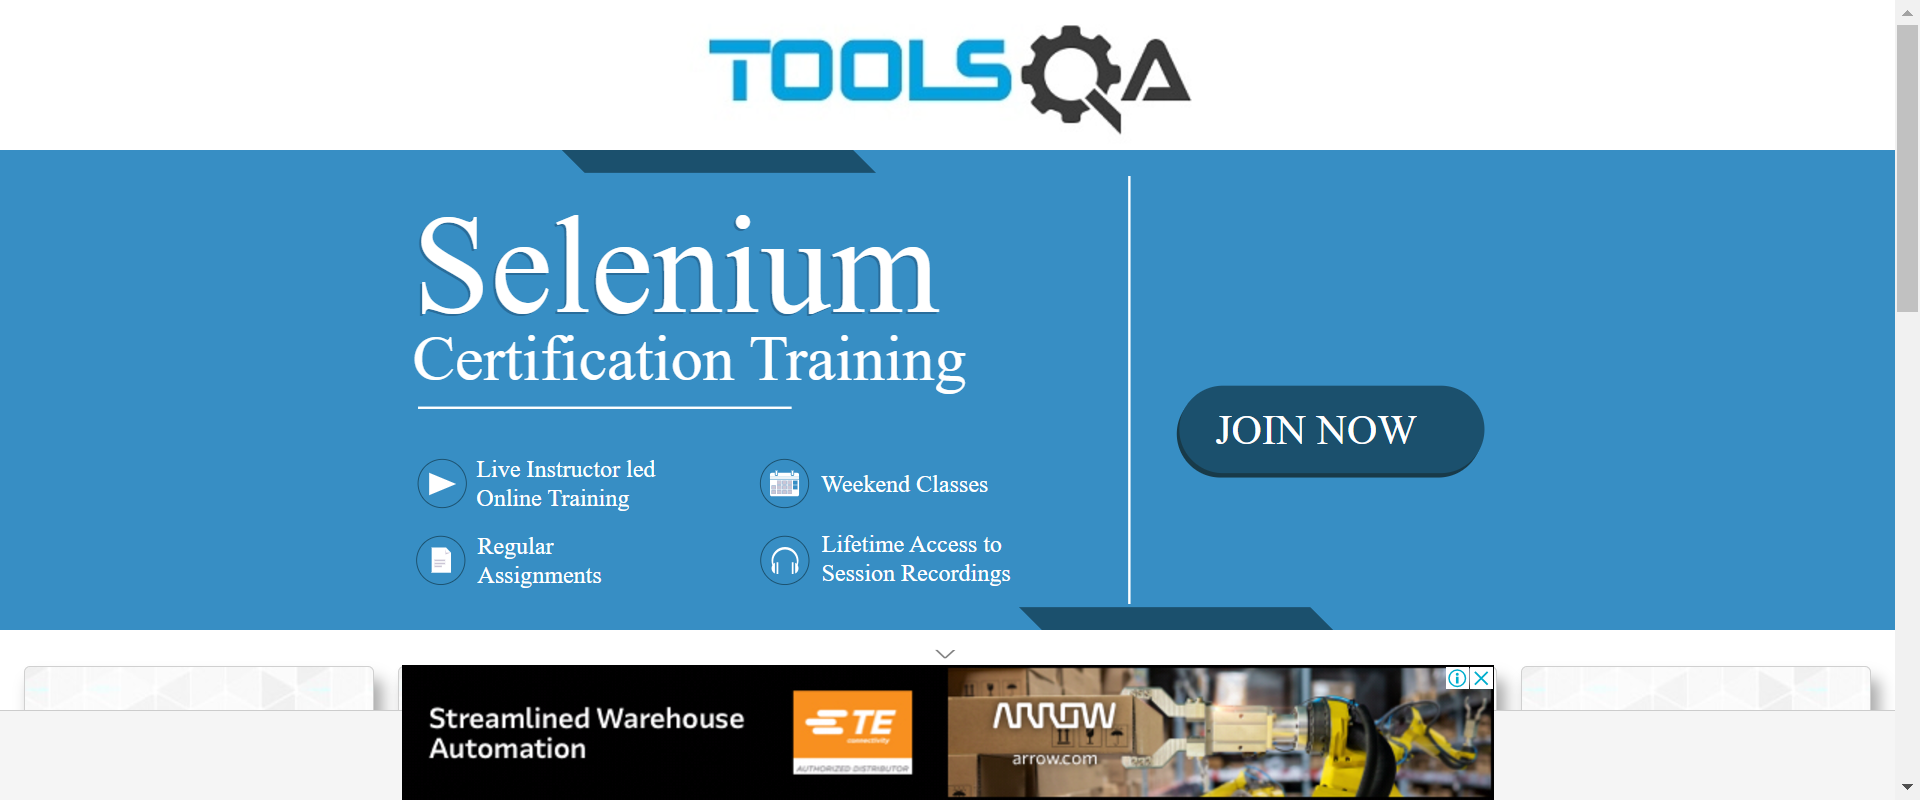 TOOLSQA
Selenium
Certification Training
JOIN NOW
Live Instructor led
Online Training
Weekend Classes
Regular
Assignments
Lifetime Access to
Session Recordings
Streamlined Warehouse
Automation
TE
connectivity
AUTHORIZED DISTRIBUTOR
ARROW
arrow.com